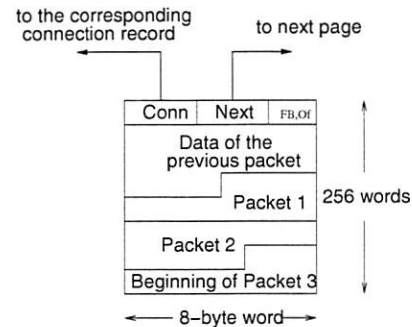 to the corresponding
connection record
to next page
Conn Next FB,Of
Data of the
previous packet
Packet 1
256 words
Packet 2
Beginning of Packet 3
8-byte word